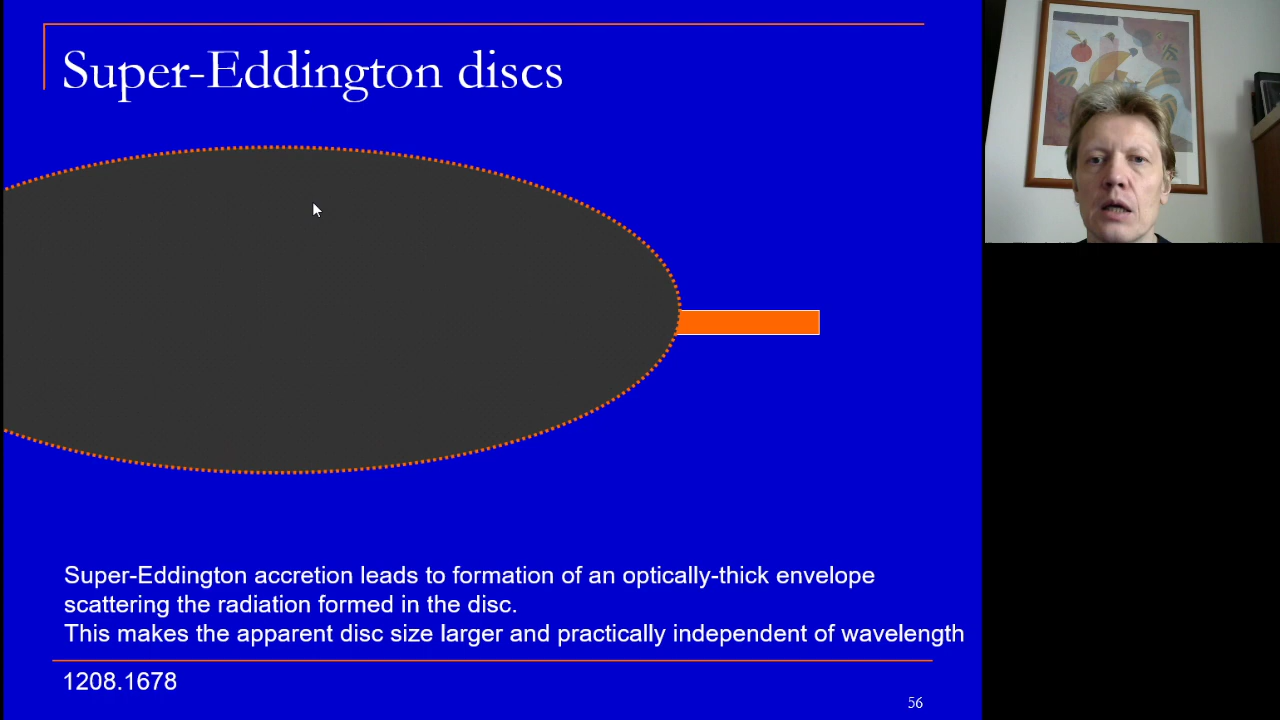 Super-Eddington discs
Super-Eddington accretion leads to formation of an optically-thick envelope
scattering the radiation formed in the disc.
This makes the apparent disc size larger and practically independent of wavelength
1208.1678
56